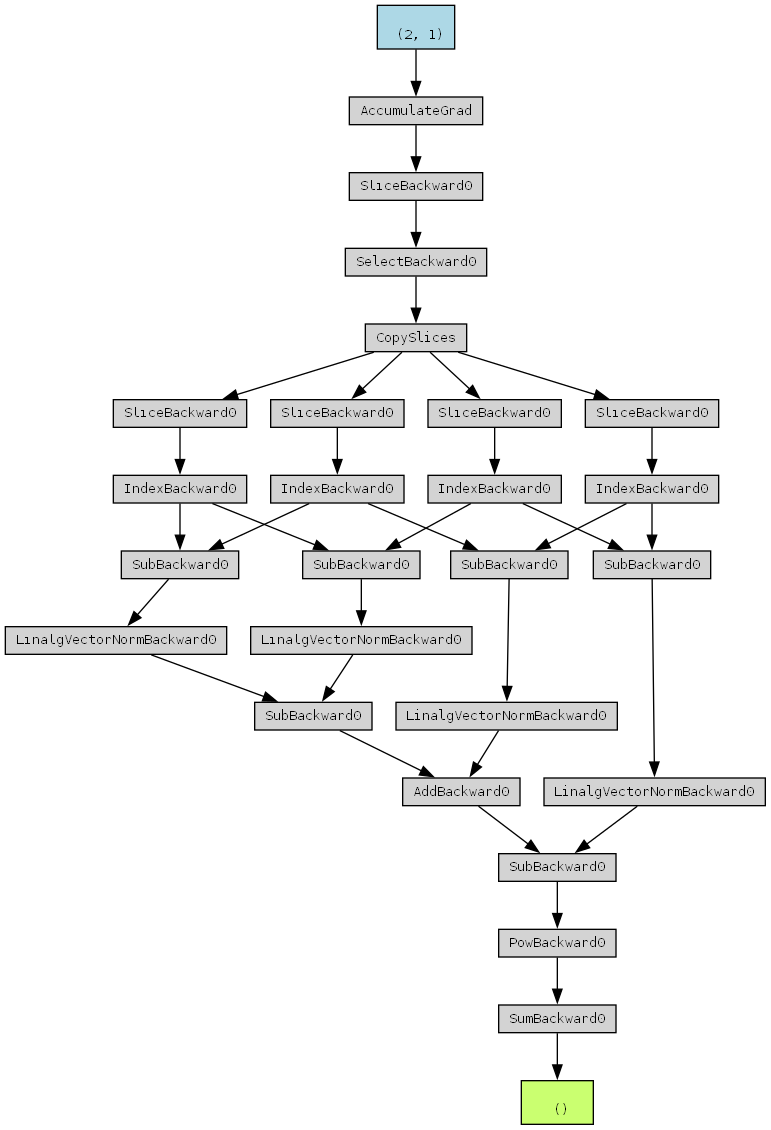 (2, 1)
AccumulateGrad
SliceBackward0
SelectBackward0
CopySlices
SliceBackward0 SliceBackward0 SliceBackward0 SliceBackward0
IndexBackward0 IndexBackward0 IndexBackward0 IndexBackward0
SubBackward0 SubBackward0 SubBackward0 SubBackward0
LinalgVectorNormBackward0 LinalgVectorNormBackward0
SubBackward0 LinalgVectorNormBackward0
AddBackward0 LinalgVectorNormBackward0
SubBackward0
PowBackward0
SumBackward0
()